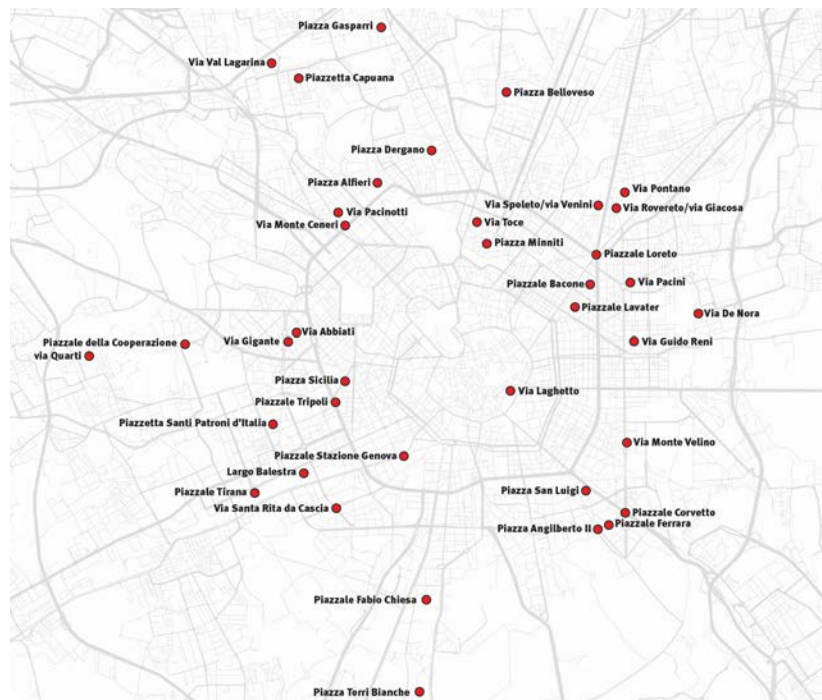 Piazza Gasparri
Via Val Lagarina
Piazzetta Capuana
Piazza Belloveso
Piazza Dergano
Piazza Alfieri
Via Pontano
Via Spoleto/via Venini
Via Rovereto/via Giacosa
Via Pacinotti
Via Toce
Via Monte Ceneri
Piazza Minniti
Piazzale Loreto
Piazzale Bacone
Via Pacini
Piazzale Lavater
Via De Nora
Via Abbiati
Via Gigante
Via Guido Reni
Piazzale della Cooperazione
via Quarti
Piazza Sicilia
Via Laghetto
Piazzale Tripoli
Piazzetta Santi Patroni d'Italia
Via Monte Velino
Piazzale Stazione Genova
Largo Balestra
Piazzale Tirana
Piazza San Luigi
Via Santa Rita da Cascia
Piazzale Corvetto
Piazzale Ferrara
Piazza Angilberto II
Piazzale Fabio Chiesa
Piazza Torri Bianche